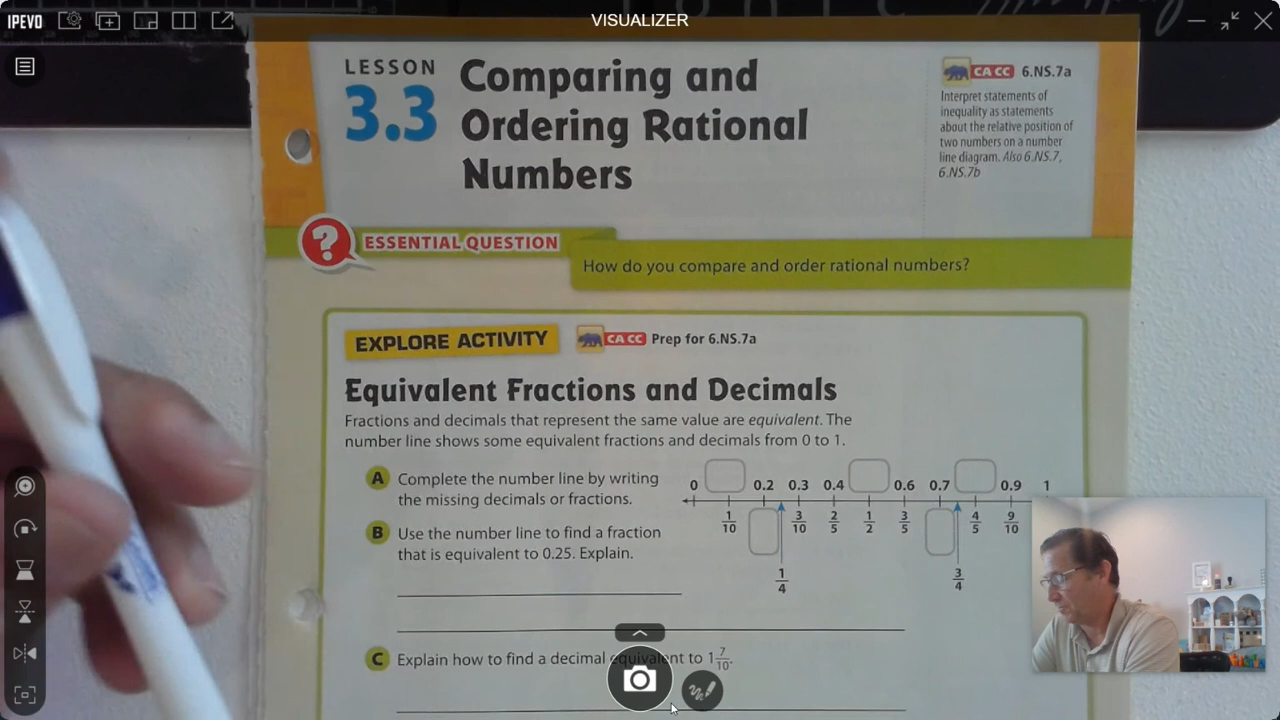 IPEVO
VISUALIZER
LESSON
3.3
Comparing and
Ordering Rational
Numbers
CA CC 6.NS.7a
Interpret statements of
inequality as statements
about the relative position of
two numbers on a number
line diagram. Also 6.NS.7,
6.NS.7b
?
ESSENTIAL QUESTION
How do you compare and order rational numbers?
EXPLORE ACTIVITY
CA CC Prep for 6.NS.7a
Equivalent Fractions and Decimals
Fractions and decimals that represent the same value are equivalent. The
number line shows some equivalent fractions and decimals from 0 to 1.
A Complete the number line by writing
the missing decimals or fractions.
B Use the number line to find a fraction
that is equivalent to 0.25. Explain.
0 0.2 0.3 0.4 0.6 0.7 0.9 1
1/10 3/10 2/5 1/2 3/5 4/5 9/10
1/4 3/4
C Explain how to find a decimal equivalent to 1 7/10.